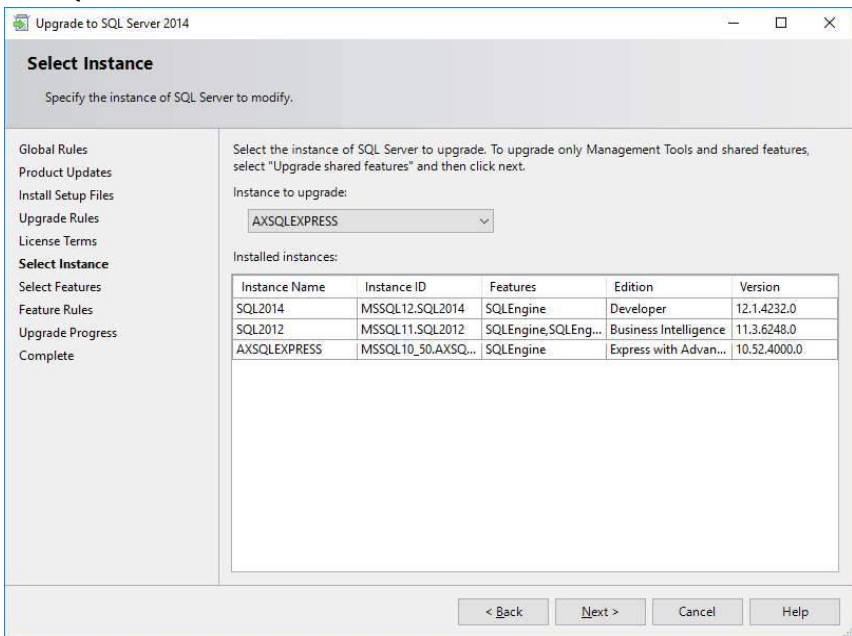 Upgrade to SQL Server 2014
Select Instance
Specify the instance of SQL Server to modify.
Global Rules
Product Updates
Install Setup Files
Upgrade Rules
License Terms
Select Instance
Select Features
Feature Rules
Upgrade Progress
Complete
Select the instance of SQL Server to upgrade. To upgrade only Management Tools and shared features,
select "Upgrade shared features" and then click next.
Instance to upgrade:
AXSQLEXPRESS
Installed instances:
Instance Name Instance ID Features Edition Version
SQL2014 MSSQL12.SQL2014 SQLEngine Developer 12.1.4232.0
SQL2012 MSSQL11.SQL2012 SQLEngine,SQLEng... Business Intelligence 11.3.6248.0
AXSQLEXPRESS MSSQL10_50.AXSQ... SQLEngine Express with Advan... 10.52.4000.0
< Back Next > Cancel Help